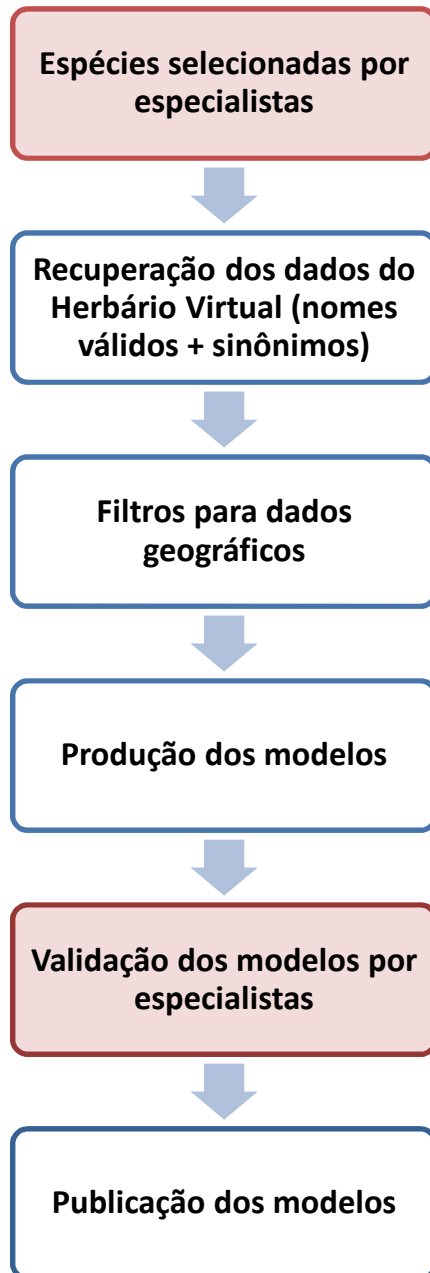 Espécies selecionadas por
especialistas
Recuperação dos dados do
Herbário Virtual (nomes
válidos + sinônimos)
Filtros para dados
geográficos
Produção dos modelos
Validação dos modelos por
especialistas
Publicação dos modelos